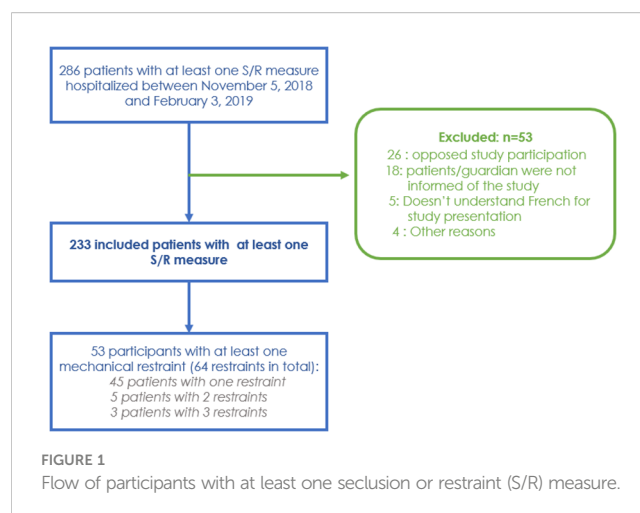 286 patients with at least one S/R measure
hospitalized between November 5, 2018
and February 3, 2019
Excluded: n=53
26 : opposed study participation
18: patients/guardian were not
informed of the study
5: Doesn't understand French for
study presentation
4 : Other reasons
233 included patients with at least one
S/R measure
53 participants with at least one
mechanical restraint (64 restraints in total):
45 patients with one restraint
5 patients with 2 restraints
3 patients with 3 restraints
FIGURE 1
Flow of participants with at least one seclusion or restraint (S/R) measure.